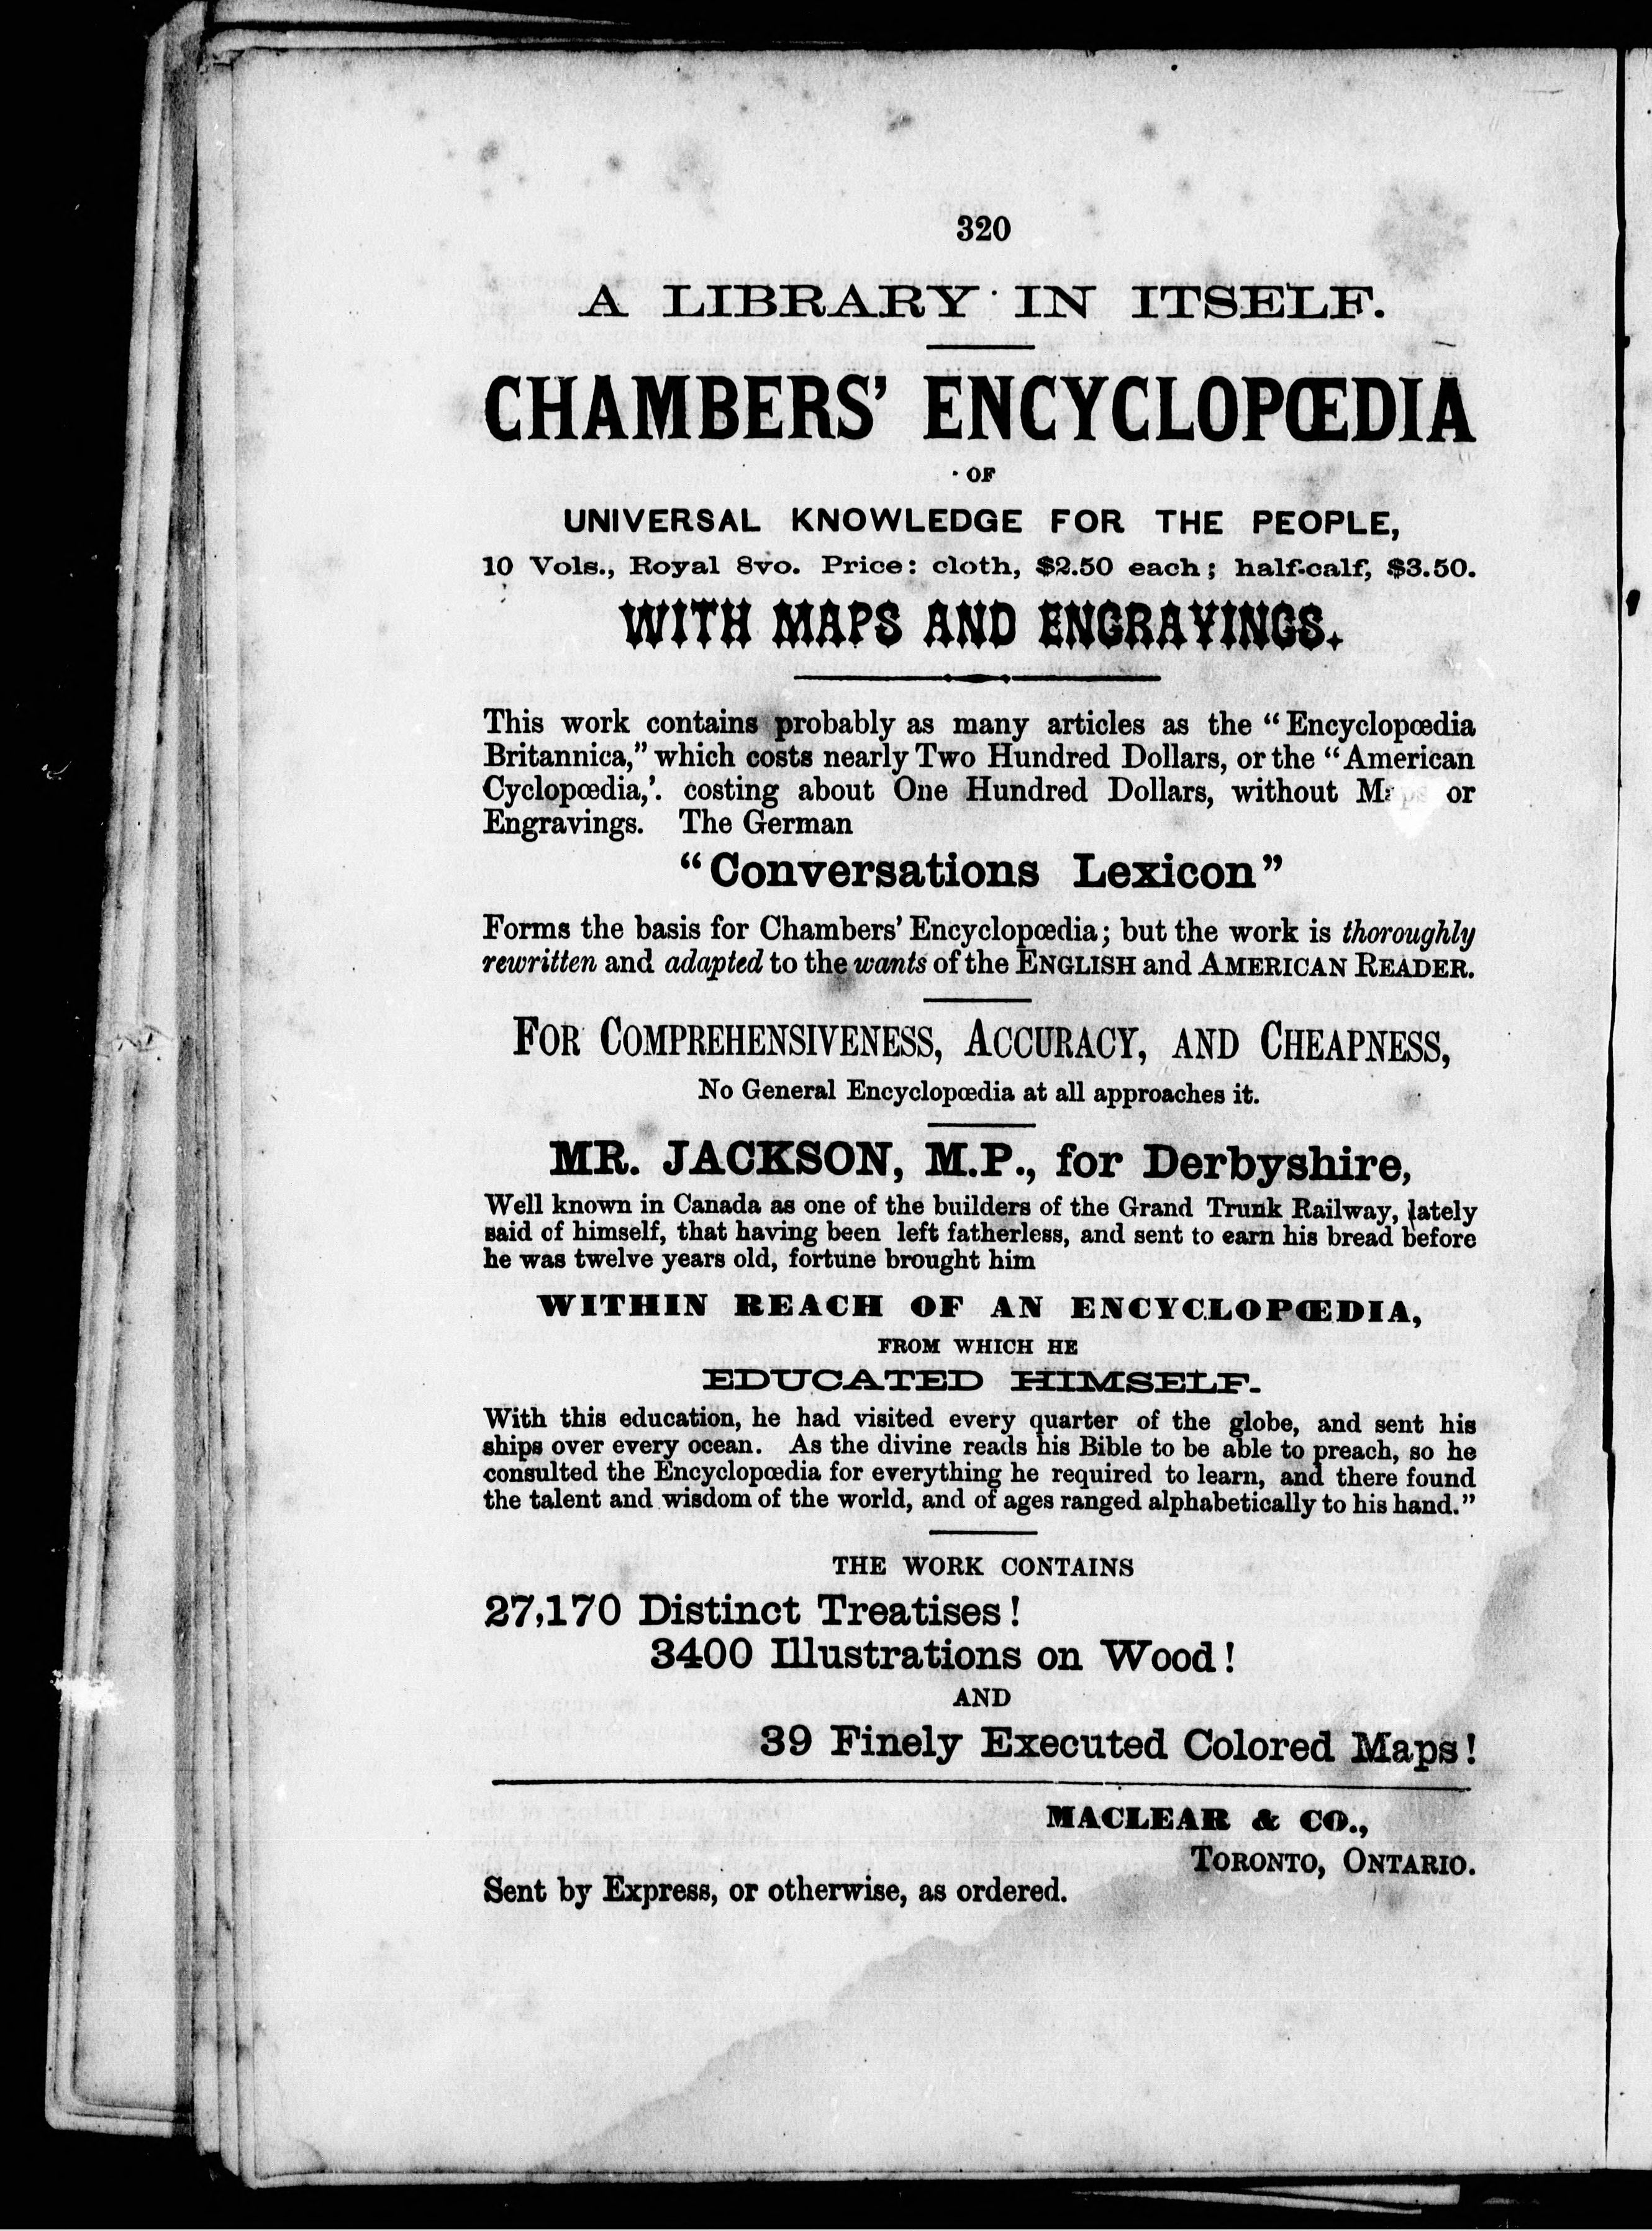 320
A LIBRARY IN ITSELF.
CHAMBERS' ENCYCLOPŒDIA
OF
UNIVERSAL KNOWLEDGE FOR THE PEOPLE,
10 Vols., Royal 8vo. Price: cloth, $2.50 each; half-calf, $3.50.
WITH MAPS AND ENGRAVINGS.
This work contains probably as many articles as the "Encyclopœdia
Britannica," which costs nearly Two Hundred Dollars, or the "American
Cyclopœdia,'. costing about One Hundred Dollars, without Maps or
Engravings. The German
"Conversations Lexicon"
Forms the basis for Chambers' Encyclopœdia; but the work is thoroughly
rewritten and adapted to the wants of the ENGLISH and AMERICAN READER.
FOR COMPREHENSIVENESS, ACCURACY, AND CHEAPNESS,
No General Encyclopœdia at all approaches it.
MR. JACKSON, M.P., for Derbyshire,
Well known in Canada as one of the builders of the Grand Trunk Railway, lately
said of himself, that having been left fatherless, and sent to earn his bread before
he was twelve years old, fortune brought him
WITHIN REACH OF AN ENCYCLOPŒDIA,
FROM WHICH HE
EDUCATED HIMSELF.
With this education, he had visited every quarter of the globe, and sent his
ships over every ocean. As the divine reads his Bible to be able to preach, so he
consulted the Encyclopœdia for everything he required to learn, and there found
the talent and wisdom of the world, and of ages ranged alphabetically to his hand."
THE WORK CONTAINS
27,170 Distinct Treatises!
3400 Illustrations on Wood!
AND
39 Finely Executed Colored Maps!
MACLEAR & CO.,
TORONTO, ONTARIO.
Sent by Express, or otherwise, as ordered.